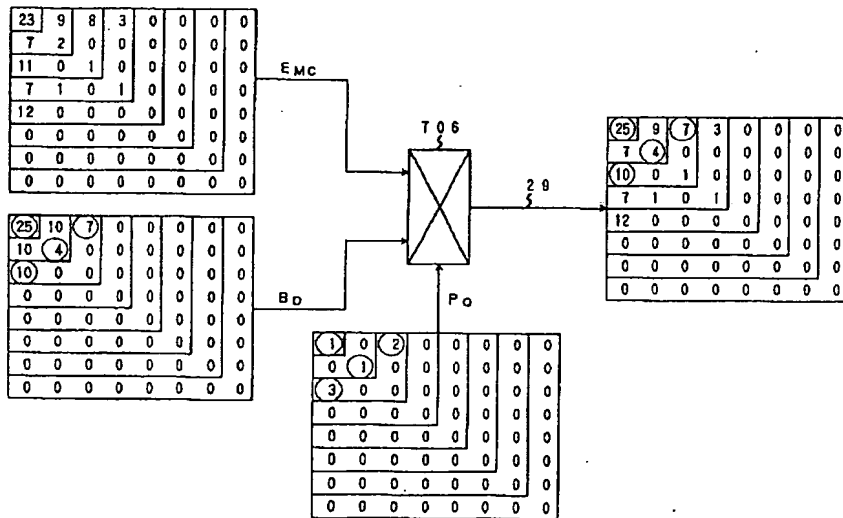 23 9 8 3 0 0 0 0
7 2 0 0 0 0 0 0
11 0 1 0 0 0 0 0
7 1 0 1 0 0 0 0
12 0 0 0 0 0 0 0
0 0 0 0 0 0 0 0
0 0 0 0 0 0 0 0
0 0 0 0 0 0 0 0
EMC
706
25 9 7 3 0 0 0 0
7 4 0 0 0 0 0 0
10 0 1 0 0 0 0 0
7 1 0 1 0 0 0 0
12 0 0 0 0 0 0 0
0 0 0 0 0 0 0 0
0 0 0 0 0 0 0 0
0 0 0 0 0 0 0 0
29
25 10 7 0 0 0 0 0
10 4 0 0 0 0 0 0
10 0 0 0 0 0 0 0
0 0 0 0 0 0 0 0
0 0 0 0 0 0 0 0
0 0 0 0 0 0 0 0
0 0 0 0 0 0 0 0
0 0 0 0 0 0 0 0
BD
PO
1 0 2 0 0 0 0 0
0 1 0 0 0 0 0 0
3 0 0 0 0 0 0 0
0 0 0 0 0 0 0 0
0 0 0 0 0 0 0 0
0 0 0 0 0 0 0 0
0 0 0 0 0 0 0 0
0 0 0 0 0 0 0 0